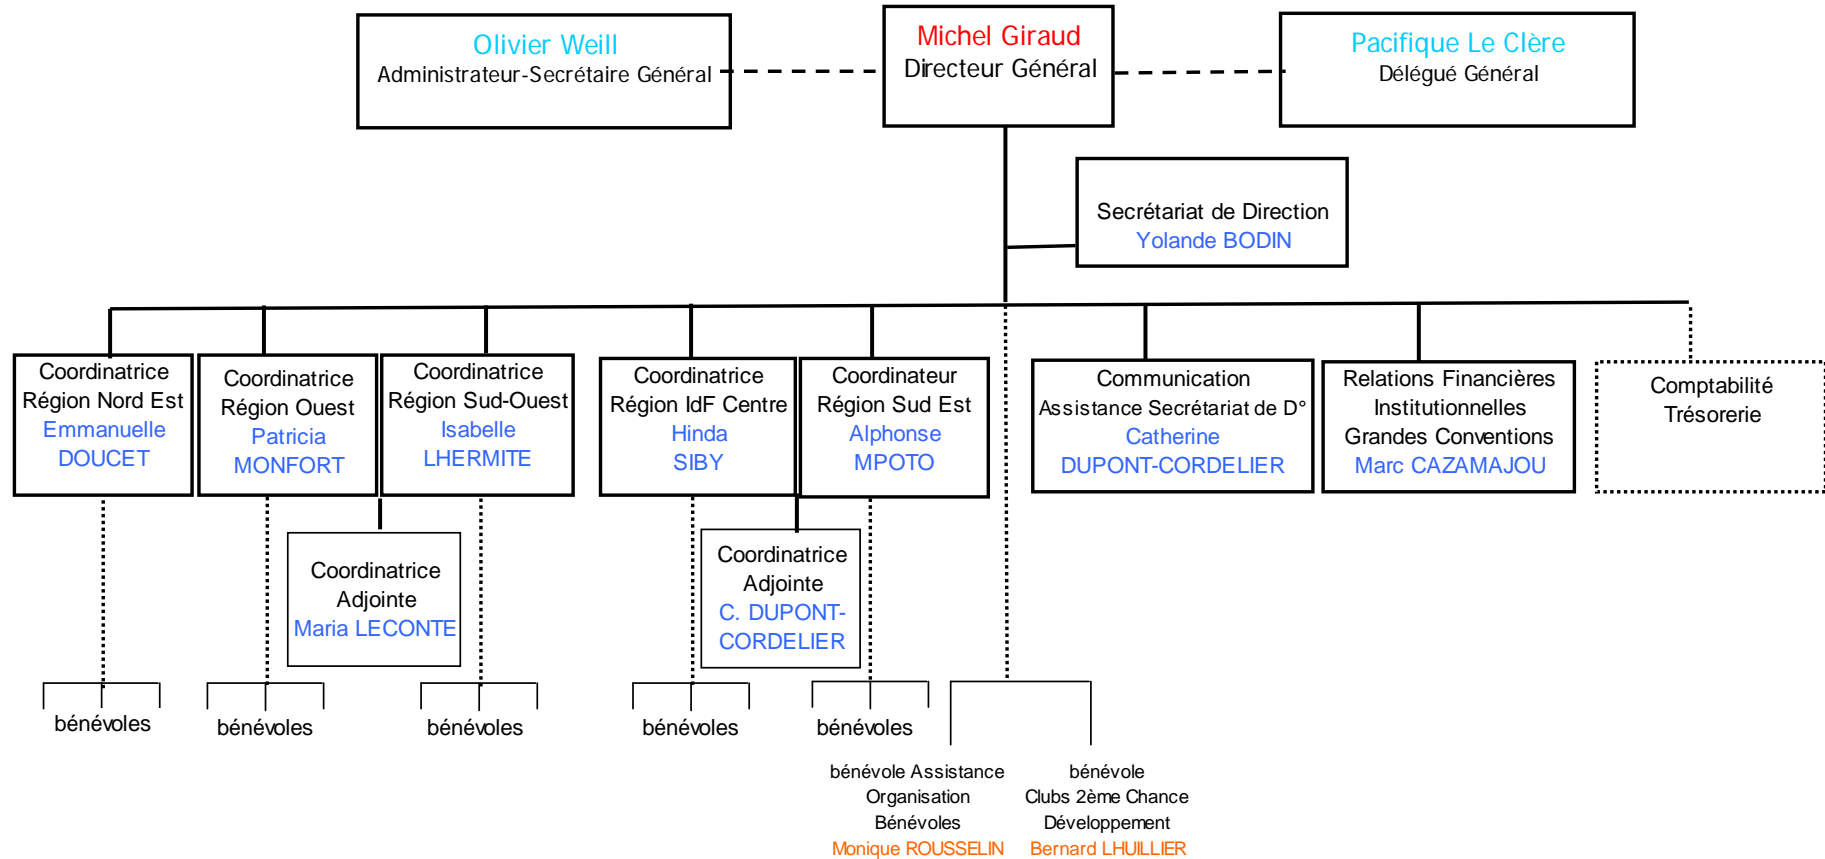 Olivier Weill
Administrateur-Secrétaire Général
Michel Giraud
Directeur Général
Pacifique Le Clère
Délégué Général
Secrétariat de Direction
Yolande BODIN
Coordinatrice
Région Nord Est
Emmanuelle
DOUCET
Coordinatrice
Région Ouest
Patricia
MONFORT
Coordinatrice
Région Sud-Ouest
Isabelle
LHERMITE
Coordinatrice
Région IdF Centre
Hinda
SIBY
Coordinateur
Région Sud Est
Alphonse
MPOTO
Communication
Assistance Secrétariat de D°
Catherine
DUPONT-CORDELIER
Relations Financières
Institutionnelles
Grandes Conventions
Marc CAZAMAJOU
Comptabilité
Trésorerie
Coordinatrice
Adjointe
Maria LECONTE
Coordinatrice
Adjointe
C. DUPONT-
CORDELIER
bénévoles
bénévoles
bénévoles
bénévoles
bénévoles
bénévole Assistance
Organisation
Bénévoles
Monique ROUSSELIN
bénévole
Clubs 2ème Chance
Développement
Bernard LHUILLIER